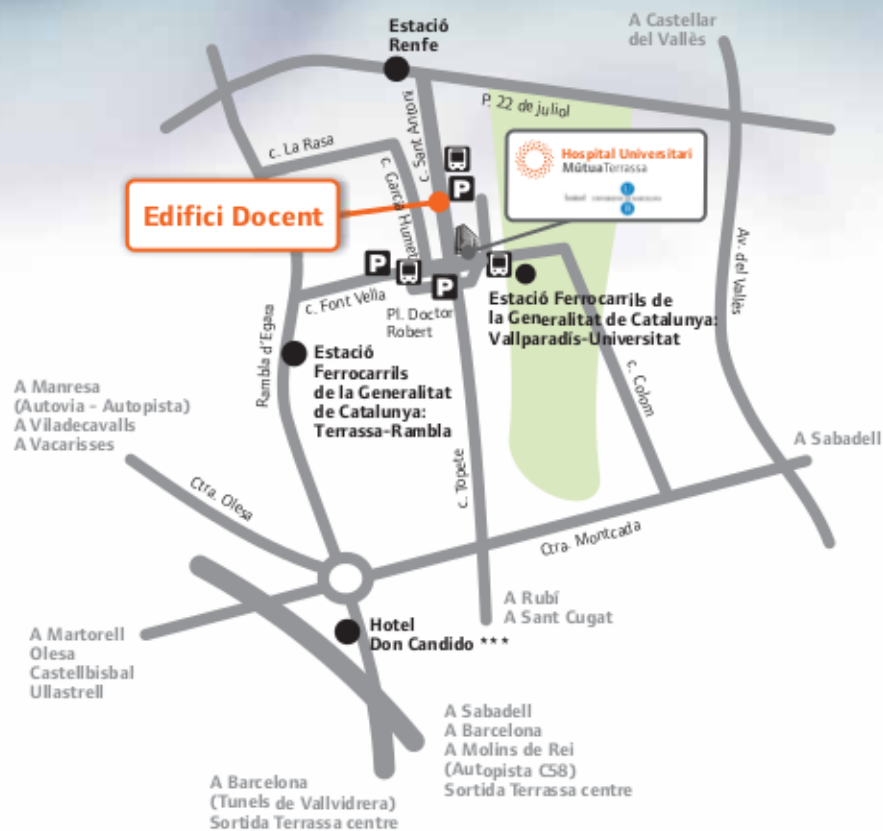 Estació
Renfe
A Castellar
del Vallès
P. 22 de juliol
c. La Rasa
c. Sant Antoni
c. Garcia Humet
Hospital Universitari
MútuaTerrassa
Edifici Docent
P
P
P
c. Font Vella
Pl. Doctor
Robert
Estació Ferrocarrils de
la Generalitat de Catalunya:
Vallparadís-Universitat
Av. del Vallès
Rambla d'Egara
Estació
Ferrocarrils
de la Generalitat
de Catalunya:
Terrassa-Rambla
c. Colom
A Manresa
(Autovia - Autopista)
A Viladecavalls
A Vacarisses
A Sabadell
c. Topete
Ctra. Olesa
Ctra. Montcada
A Rubí
A Sant Cugat
A Martorell
Olesa
Castellbisbal
Ullastrell
Hotel
Don Candido ***
A Sabadell
A Barcelona
A Molins de Rei
(Autopista C58)
Sortida Terrassa centre
A Barcelona
(Tunels de Vallvidrera)
Sortida Terrassa centre